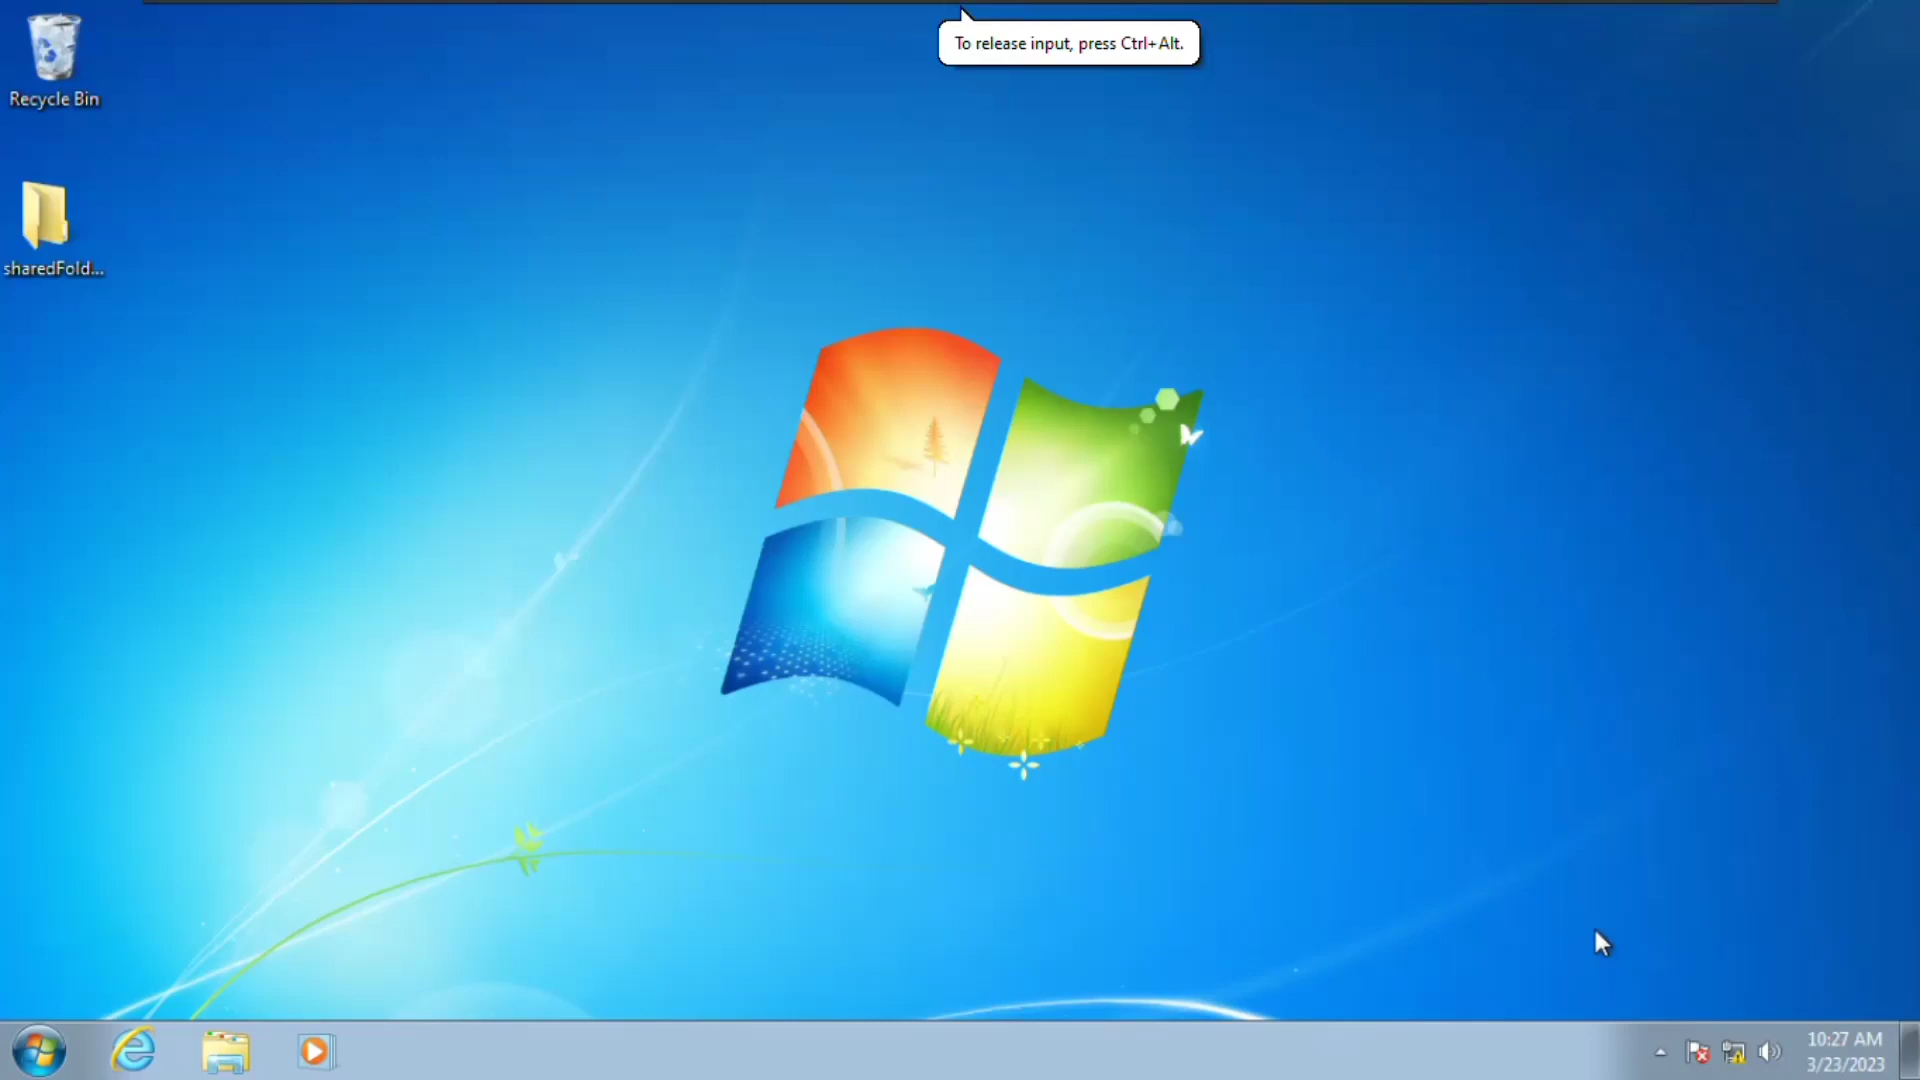 To release input, press Ctrl+Alt.
Recycle Bin
sharedFold...
10:27 AM
3/23/2023